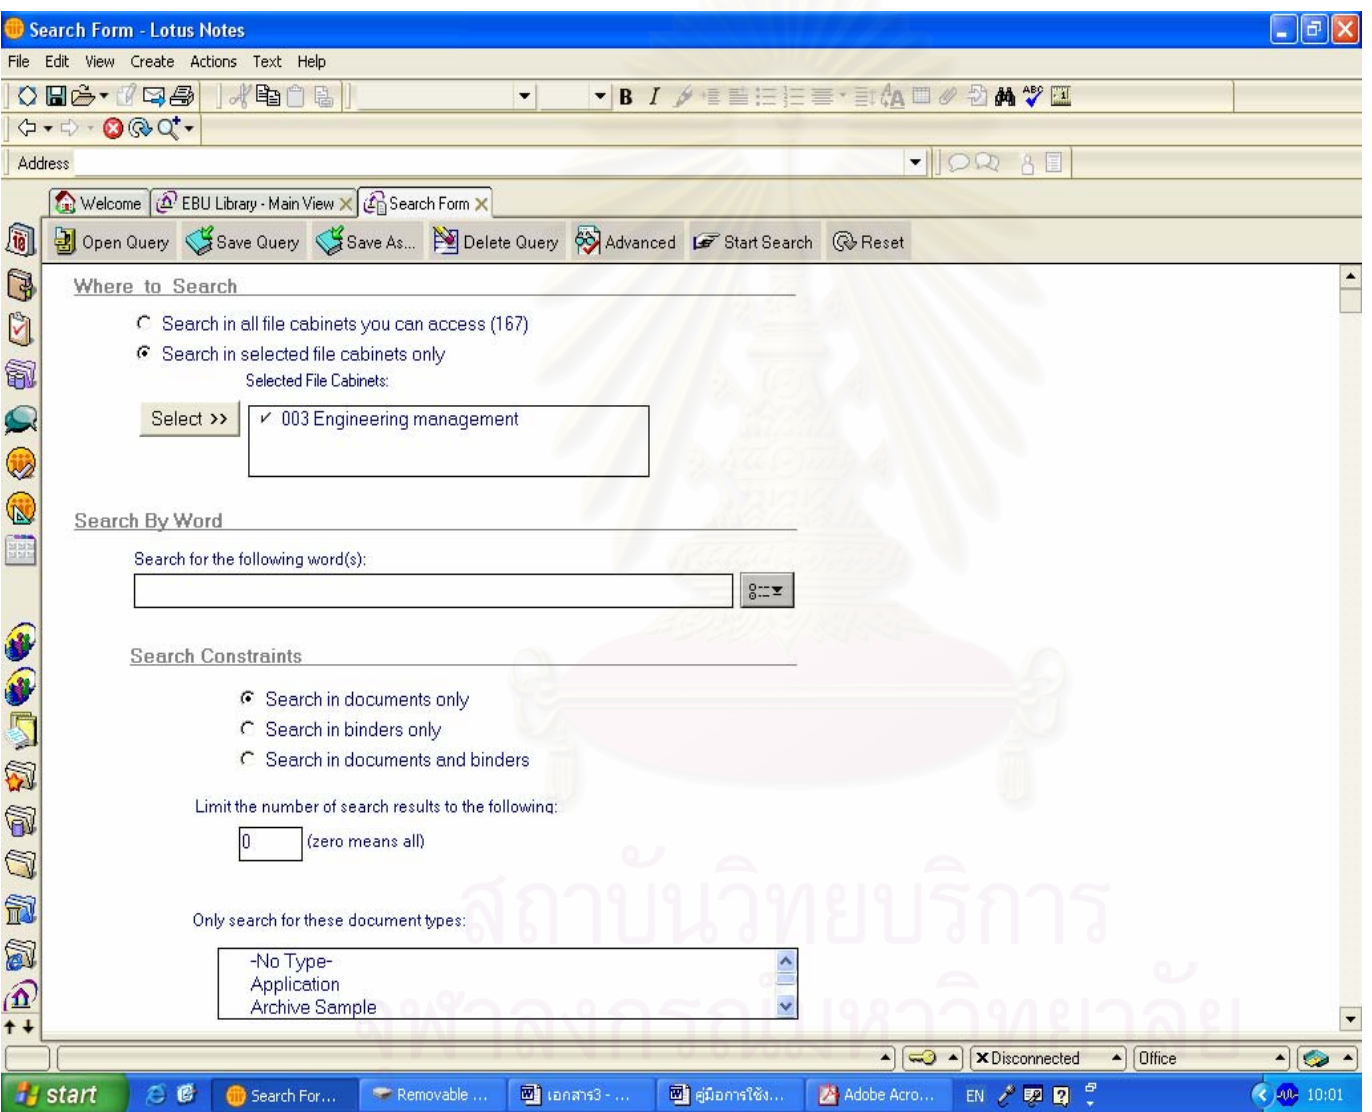 Search Form - Lotus Notes
File Edit View Create Actions Text Help
Address
Welcome EBU Library - Main View Search Form
Open Query Save Query Save As... Delete Query Advanced Start Search Reset
Where to Search
Search in all file cabinets you can access (167)
Search in selected file cabinets only
Selected File Cabinets:
Select >> 003 Engineering management
Search By Word
Search for the following word(s):
Search Constraints
Search in documents only
Search in binders only
Search in documents and binders
Limit the number of search results to the following:
0 (zero means all)
Only search for these document types:
-No Type-
Application
Archive Sample
สถาบันวิทยบริการ
จุฬาลงกรณ์มหาวิทยาลัย
Disconnected Office
start Search For... Removable ... เอกสาร3 - ... คู่มือการใช้ง... Adobe Acro... EN 10:01